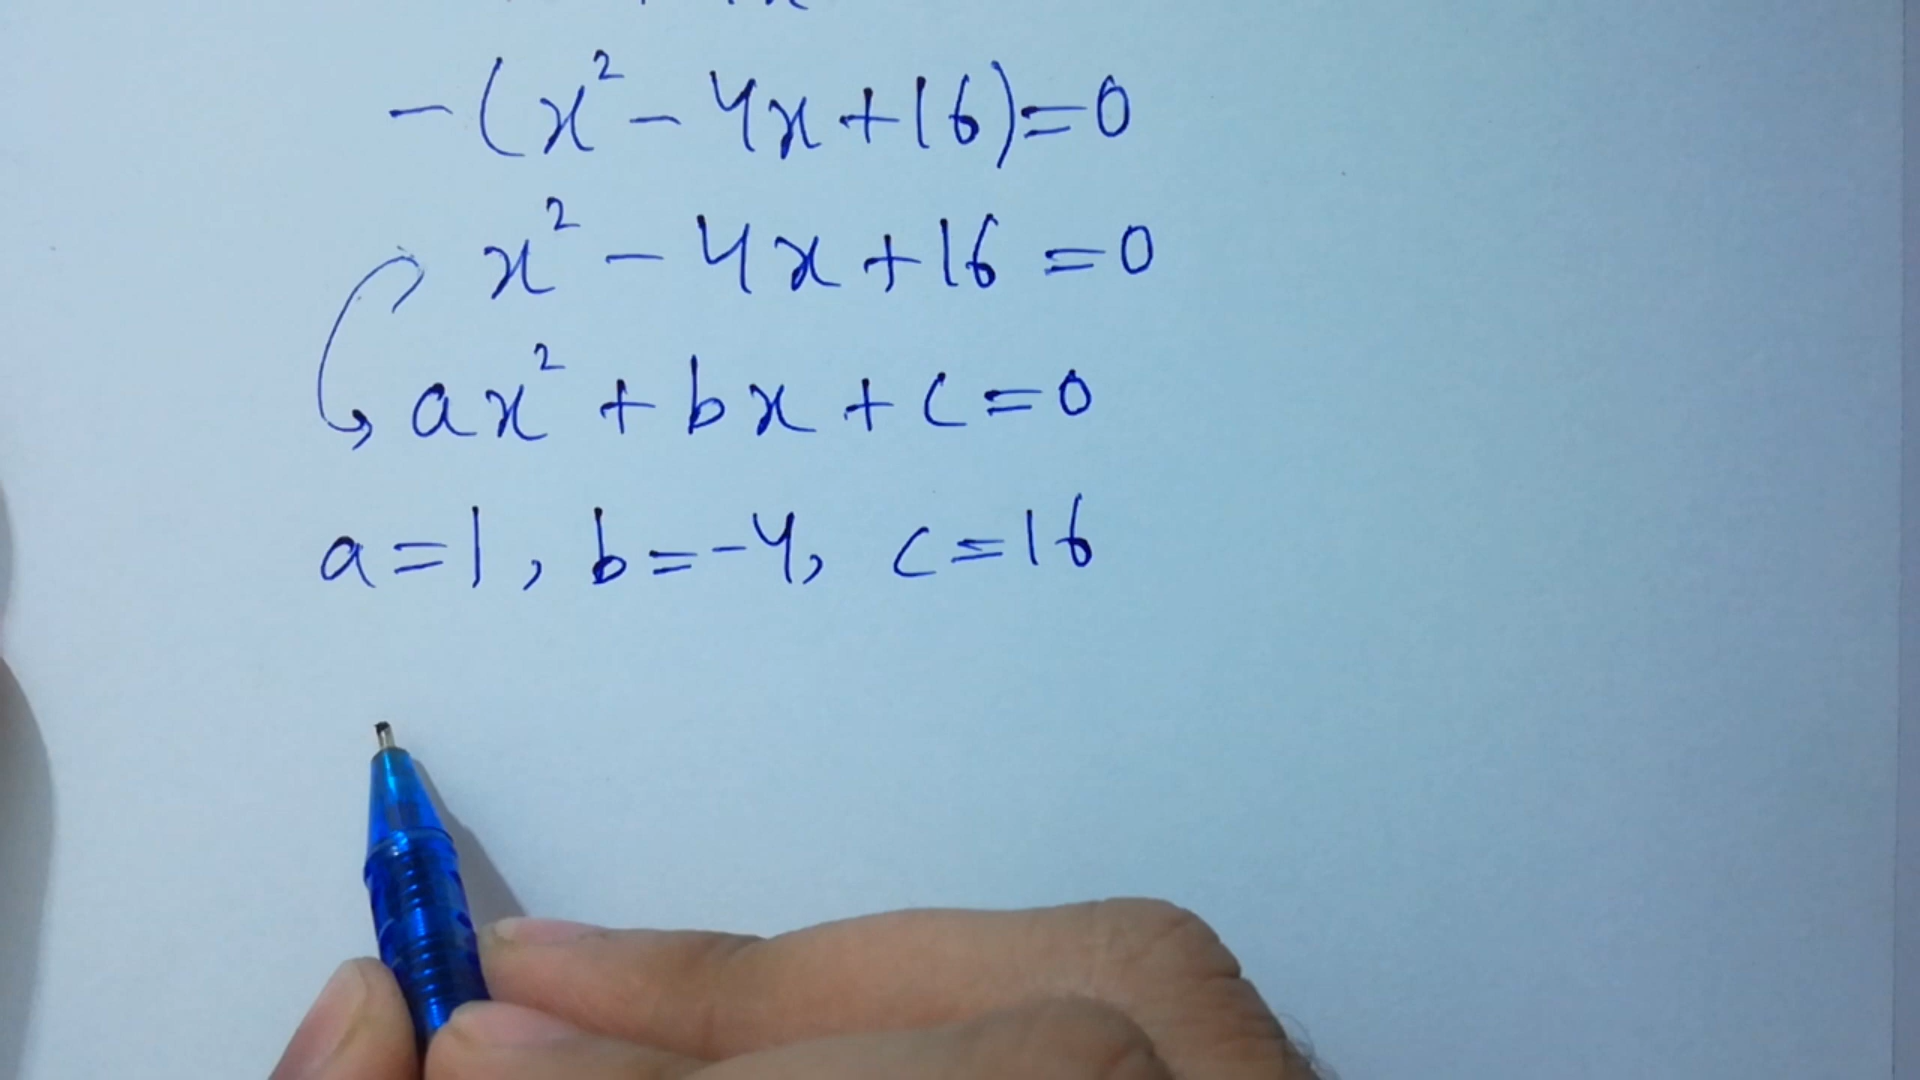 -(x² - 4x + 16) = 0
x² - 4x + 16 = 0
ax² + bx + c = 0
a = 1, b = -4, c = 16